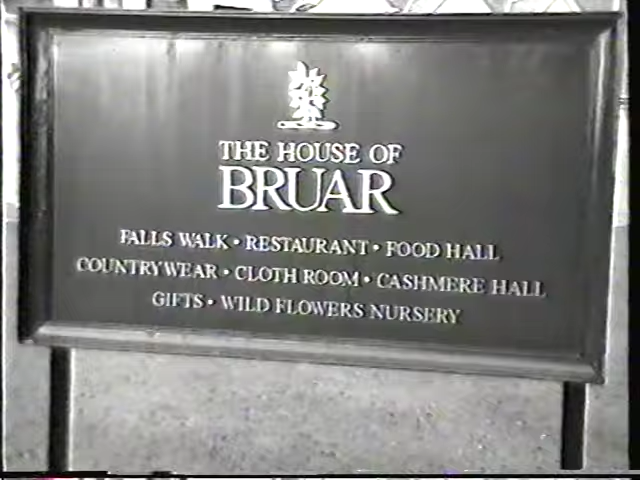 THE HOUSE OF
BRUAR
FALLS WALK • RESTAURANT • FOOD HALL
COUNTRYWEAR • CLOTH ROOM • CASHMERE HALL
GIFTS • WILD FLOWERS NURSERY